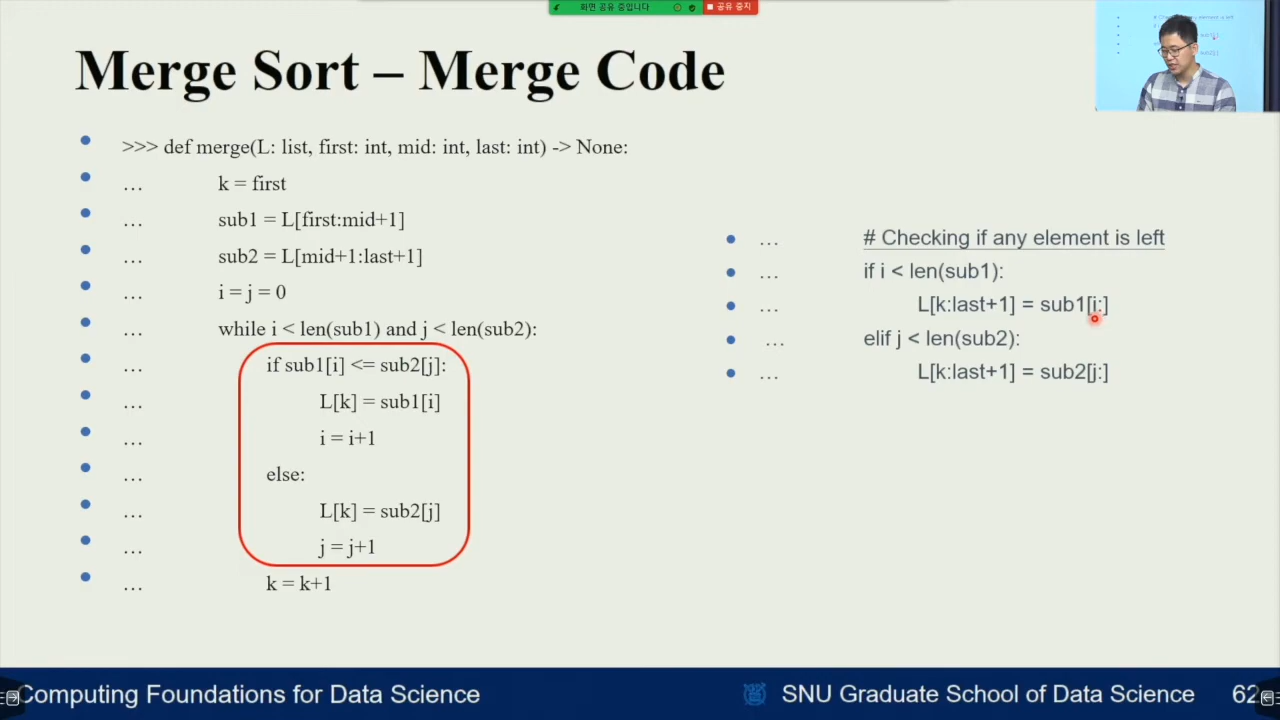 화면 공유 중입니다
공유 중지
Merge Sort – Merge Code
>>> def merge(L: list, first: int, mid: int, last: int) -> None:
… k = first
… sub1 = L[first:mid+1]
… sub2 = L[mid+1:last+1]
… i = j = 0
… while i < len(sub1) and j < len(sub2):
… if sub1[i] <= sub2[j]:
… L[k] = sub1[i]
… i = i+1
… else:
… L[k] = sub2[j]
… j = j+1
… k = k+1
… # Checking if any element is left
… if i < len(sub1):
… L[k:last+1] = sub1[i:]
… elif j < len(sub2):
… L[k:last+1] = sub2[j:]
Computing Foundations for Data Science
SNU Graduate School of Data Science
62